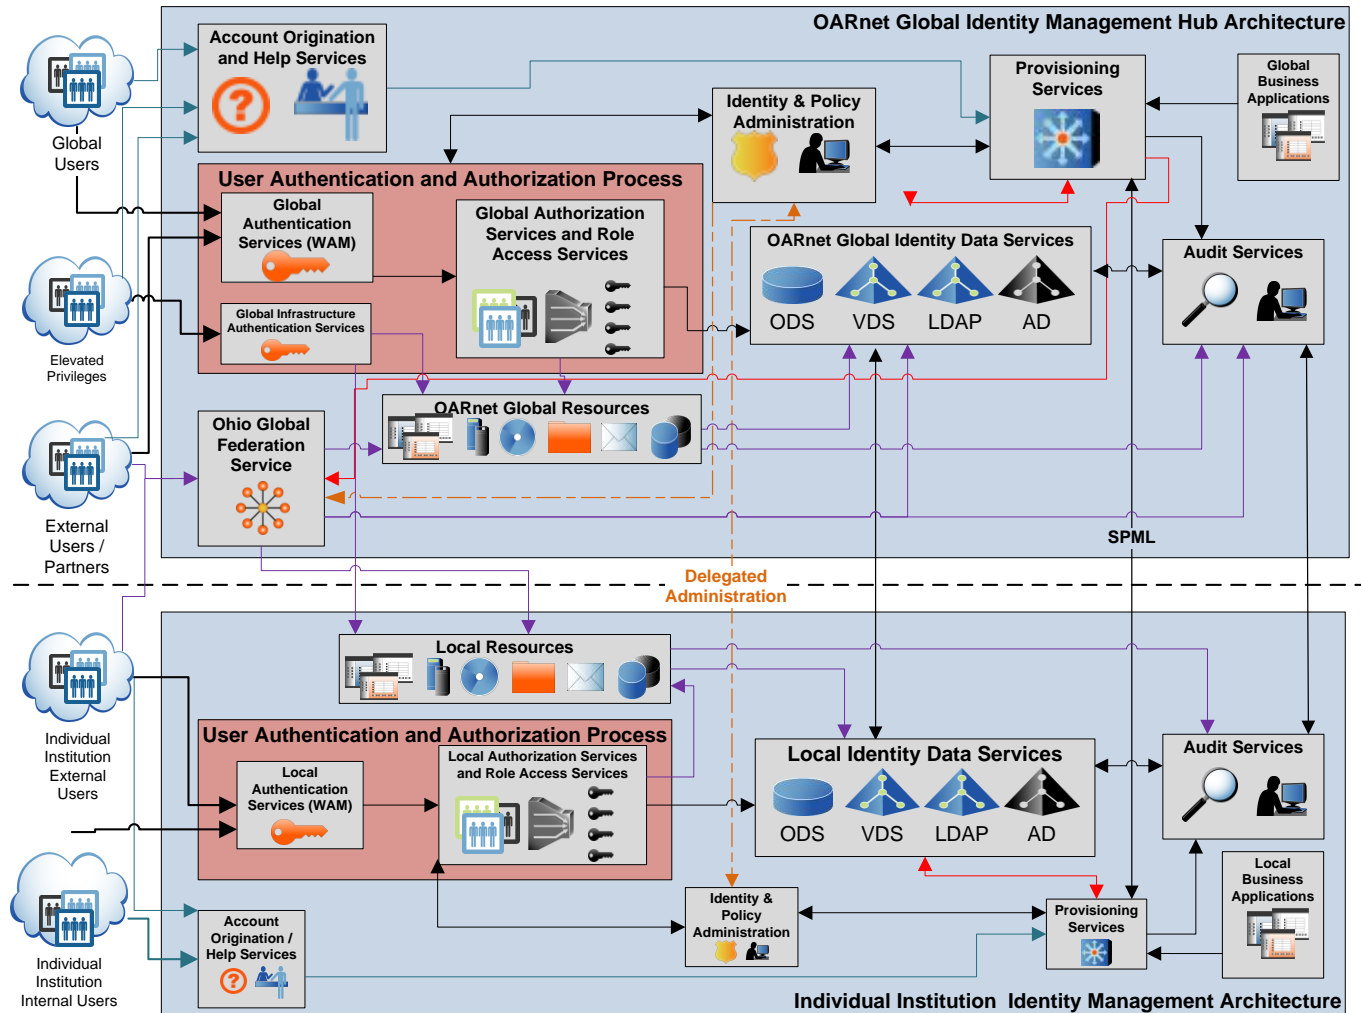 OARnet Global Identity Management Hub Architecture
Account Origination
and Help Services
Global
Users
Identity & Policy
Administration
Provisioning
Services
Global
Business
Applications
User Authentication and Authorization Process
Global
Authentication
Services (WAM)
Global Authorization
Services and Role
Access Services
Global Infrastructure
Authentication Services
Elevated
Privileges
OARnet Global Identity Data Services
ODS
VDS
LDAP
AD
Audit Services
OARnet Global Resources
Ohio Global
Federation
Service
External
Users /
Partners
SPML
Delegated
Administration
Local Resources
Individual
Institution
External
Users
User Authentication and Authorization Process
Local
Authentication
Services (WAM)
Local Authorization Services
and Role Access Services
Local Identity Data Services
ODS
VDS
LDAP
AD
Audit Services
Local
Business
Applications
Identity &
Policy
Administration
Provisioning
Services
Account
Origination /
Help Services
Individual
Institution
Internal Users
Individual Institution  Identity Management Architecture